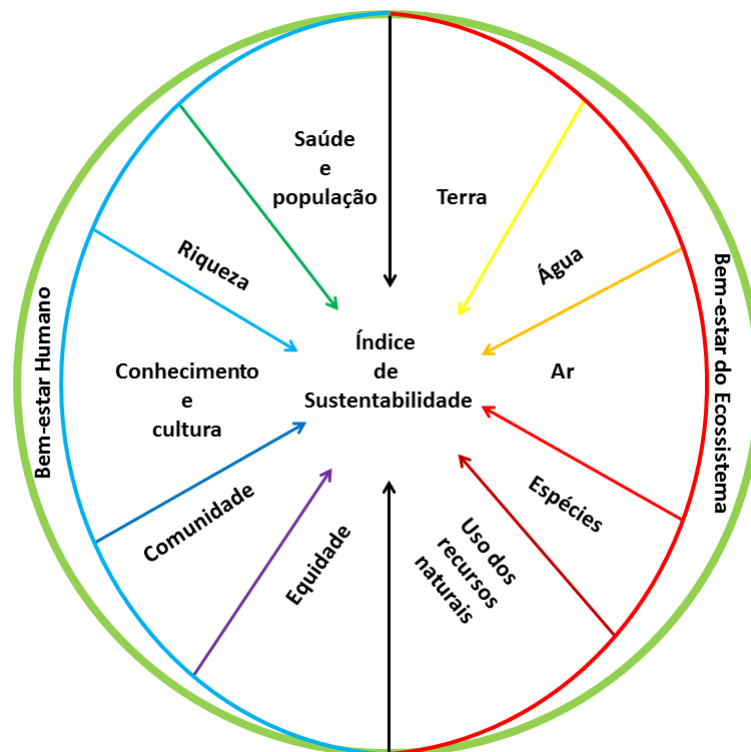 Saúde
e
população
Terra
Riqueza
Água
Bem-estar Humano
Bem-estar do Ecossistema
Índice
de
Sustentabilidade
Conhecimento
e
cultura
Ar
Comunidade
Espécies
Equidade
Uso dos
recursos
naturais